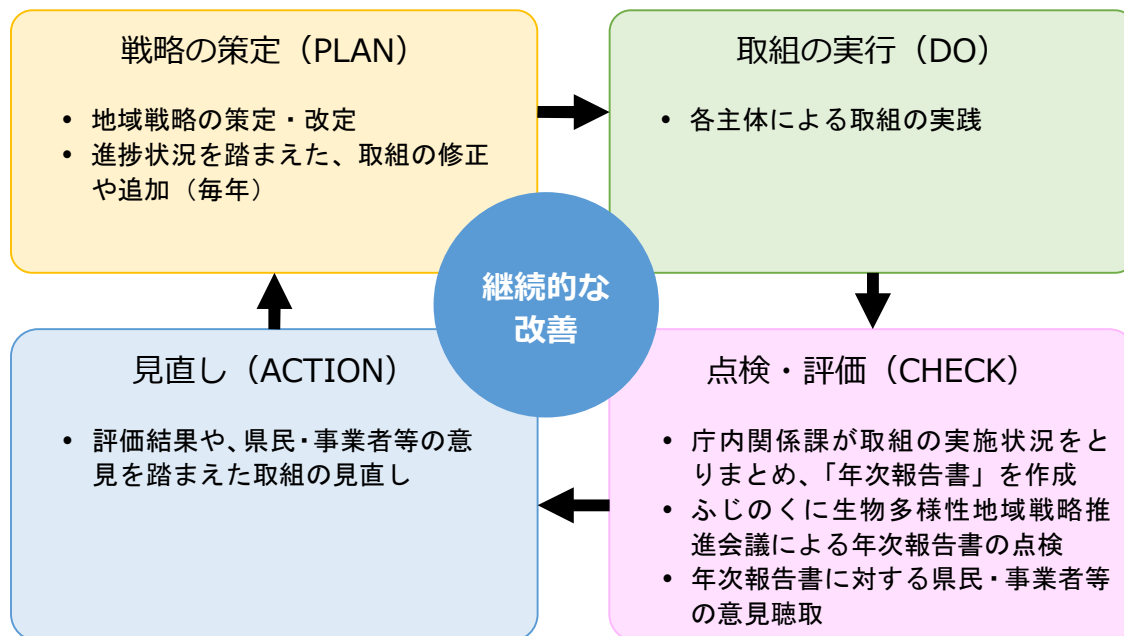 戦略の策定（PLAN）
• 地域戦略の策定・改定
• 進捗状況を踏まえた、取組の修正
や追加（毎年）
取組の実行（DO）
• 各主体による取組の実践
継続的な
改善
見直し（ACTION）
• 評価結果や、県民・事業者等の意
見を踏まえた取組の見直し
点検・評価（CHECK）
• 庁内関係課が取組の実施状況をと
りまとめ、「年次報告書」を作成
• ふじのくに生物多様性地域戦略推
進会議による年次報告書の点検
• 年次報告書に対する県民・事業者等
の意見聴取